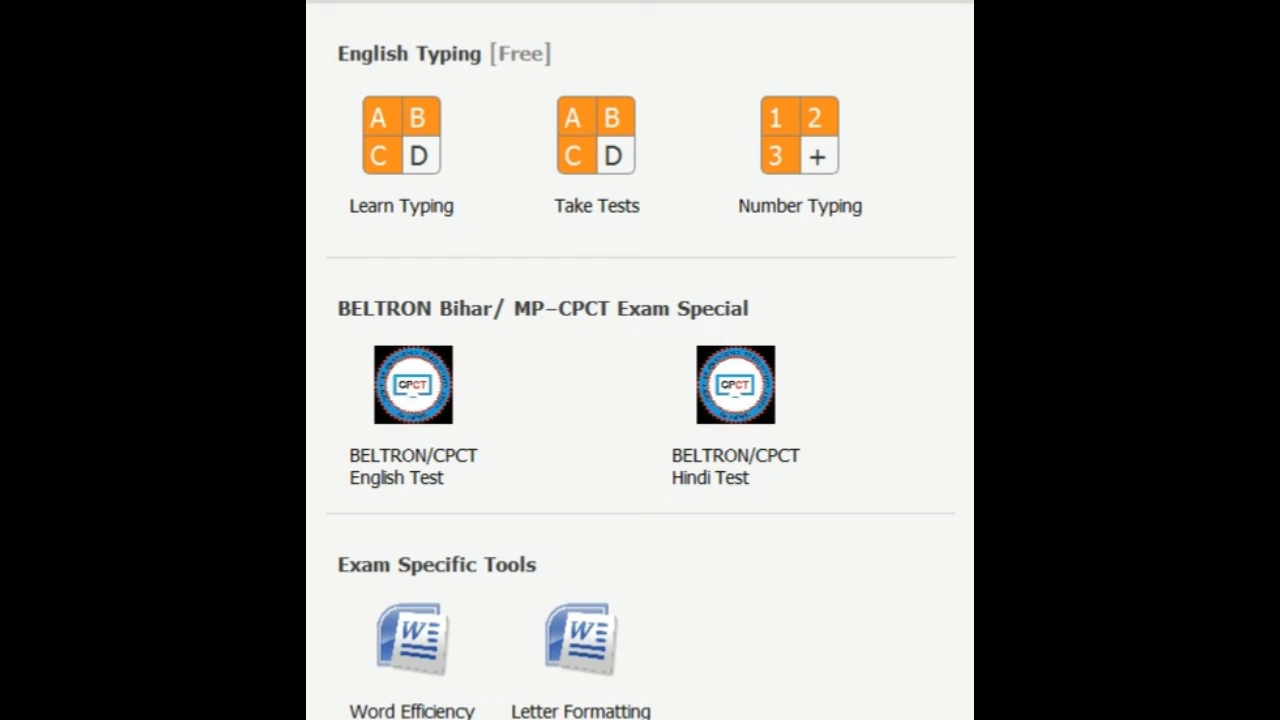 English Typing [Free]
A B
C D
A B
C D
1 2
3 +
Learn Typing
Take Tests
Number Typing
BELTRON Bihar/ MP-CPCT Exam Special
CPCT
CPCT
BELTRON/CPCT
English Test
BELTRON/CPCT
Hindi Test
Exam Specific Tools
W
W
Word Efficiency
Letter Formatting